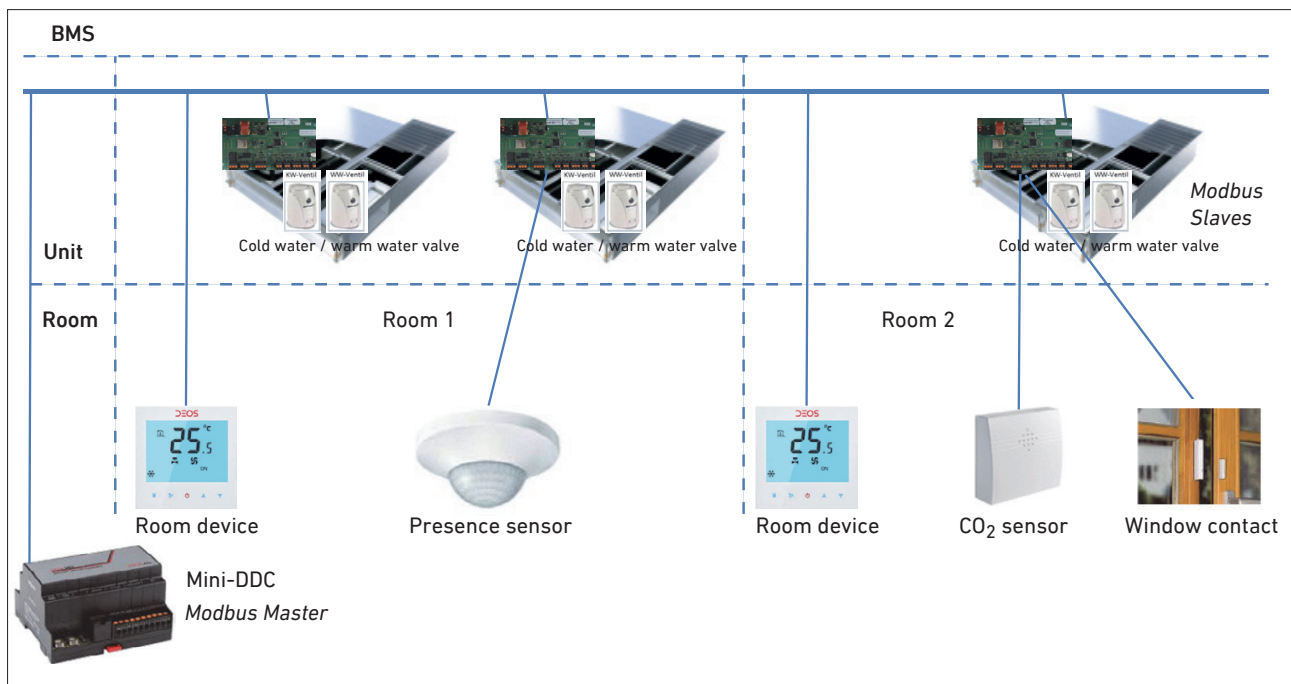 BMS
KW-Ventil WW-Ventil
KW-Ventil WW-Ventil
KW-Ventil WW-Ventil
Modbus
Slaves
Cold water / warm water valve
Cold water / warm water valve
Cold water / warm water valve
Unit
Room
Room 1
Room 2
DEOS
25.5 °C
ON
DEOS
25.5 °C
ON
Room device
Presence sensor
Room device
CO₂ sensor
Window contact
Mini-DDC
Modbus Master